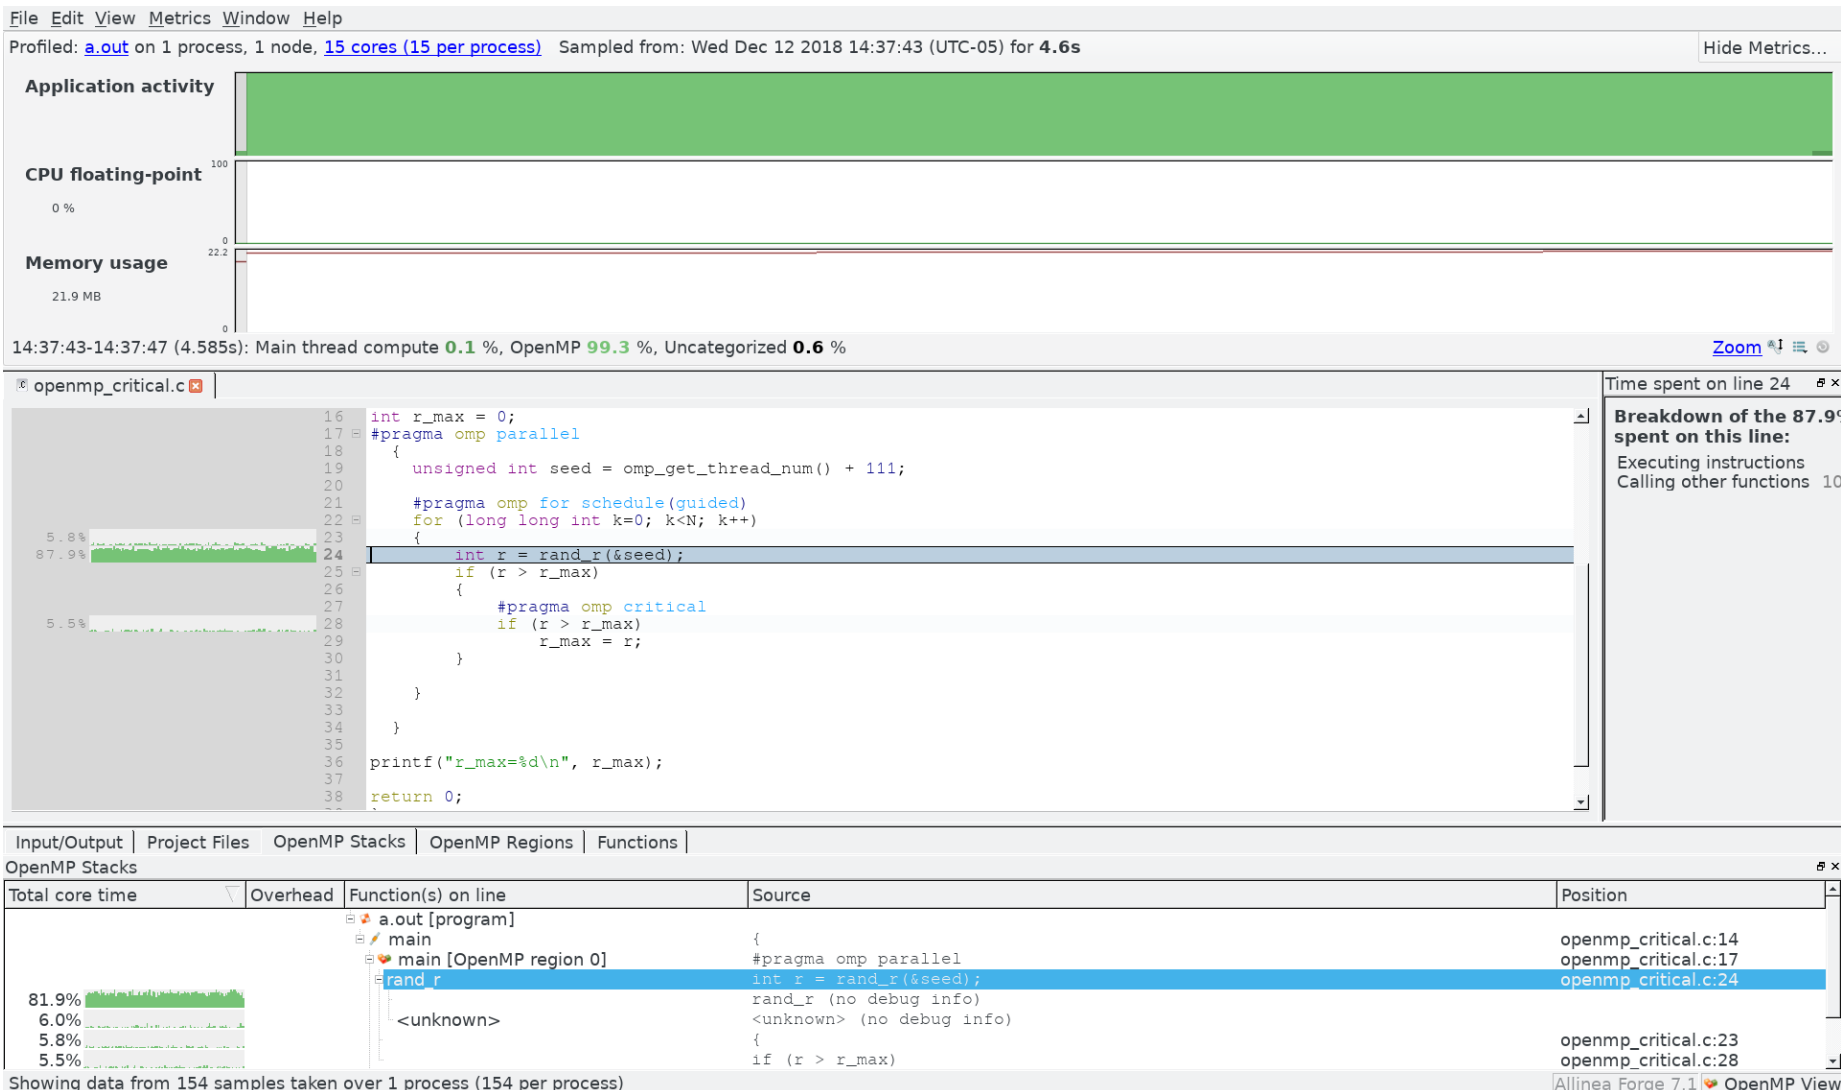 File Edit View Metrics Window Help
Profiled: a.out on 1 process, 1 node, 15 cores (15 per process) Sampled from: Wed Dec 12 2018 14:37:43 (UTC-05) for 4.6s Hide Metrics...
Application activity
CPU floating-point 100
0 %
0
Memory usage 22.2
21.9 MB
0
14:37:43-14:37:47 (4.585s): Main thread compute 0.1 %, OpenMP 99.3 %, Uncategorized 0.6 % Zoom
openmp_critical.c
Time spent on line 24
Breakdown of the 87.9%
spent on this line:
Executing instructions
Calling other functions 10
16 int r_max = 0;
17 #pragma omp parallel
18 {
19 unsigned int seed = omp_get_thread_num() + 111;
20
21 #pragma omp for schedule(guided)
22 for (long long int k=0; k<N; k++)
5.8% 23 {
87.9% 24 int r = rand_r(&seed);
25 if (r > r_max)
26 {
27 #pragma omp critical
5.5% 28 if (r > r_max)
29 r_max = r;
30 }
31
32 }
33
34 }
35
36 printf("r_max=%d\n", r_max);
37
38 return 0;
Input/Output Project Files OpenMP Stacks OpenMP Regions Functions
OpenMP Stacks
Total core time Overhead Function(s) on line Source Position
a.out [program]
main { openmp_critical.c:14
main [OpenMP region 0] #pragma omp parallel openmp_critical.c:17
rand_r int r = rand_r(&seed); openmp_critical.c:24
81.9% rand_r (no debug info)
6.0% <unknown> <unknown> (no debug info)
5.8% { openmp_critical.c:23
5.5% if (r > r_max) openmp_critical.c:28
Showing data from 154 samples taken over 1 process (154 per process) Allinea Forge 7.1 OpenMP View